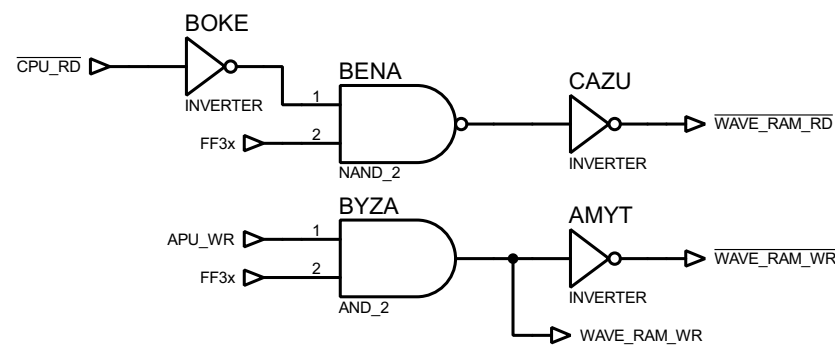 BOKE
CPU_RD
INVERTER
BENA
1
2
FF3x
NAND_2
CAZU
INVERTER
WAVE_RAM_RD
BYZA
APU_WR
1
2
FF3x
AND_2
AMYT
INVERTER
WAVE_RAM_WR
WAVE_RAM_WR